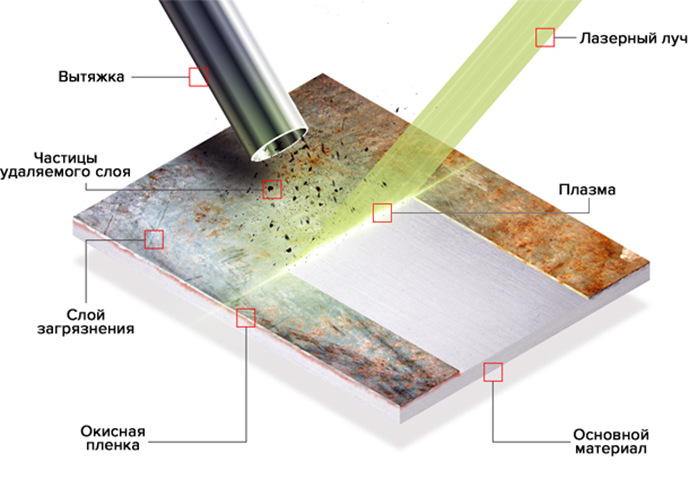 Лазерный луч
Вытяжка
Частицы
удаляемого слоя
Плазма
Слой
загрязнения
Окисная
пленка
Основной
материал